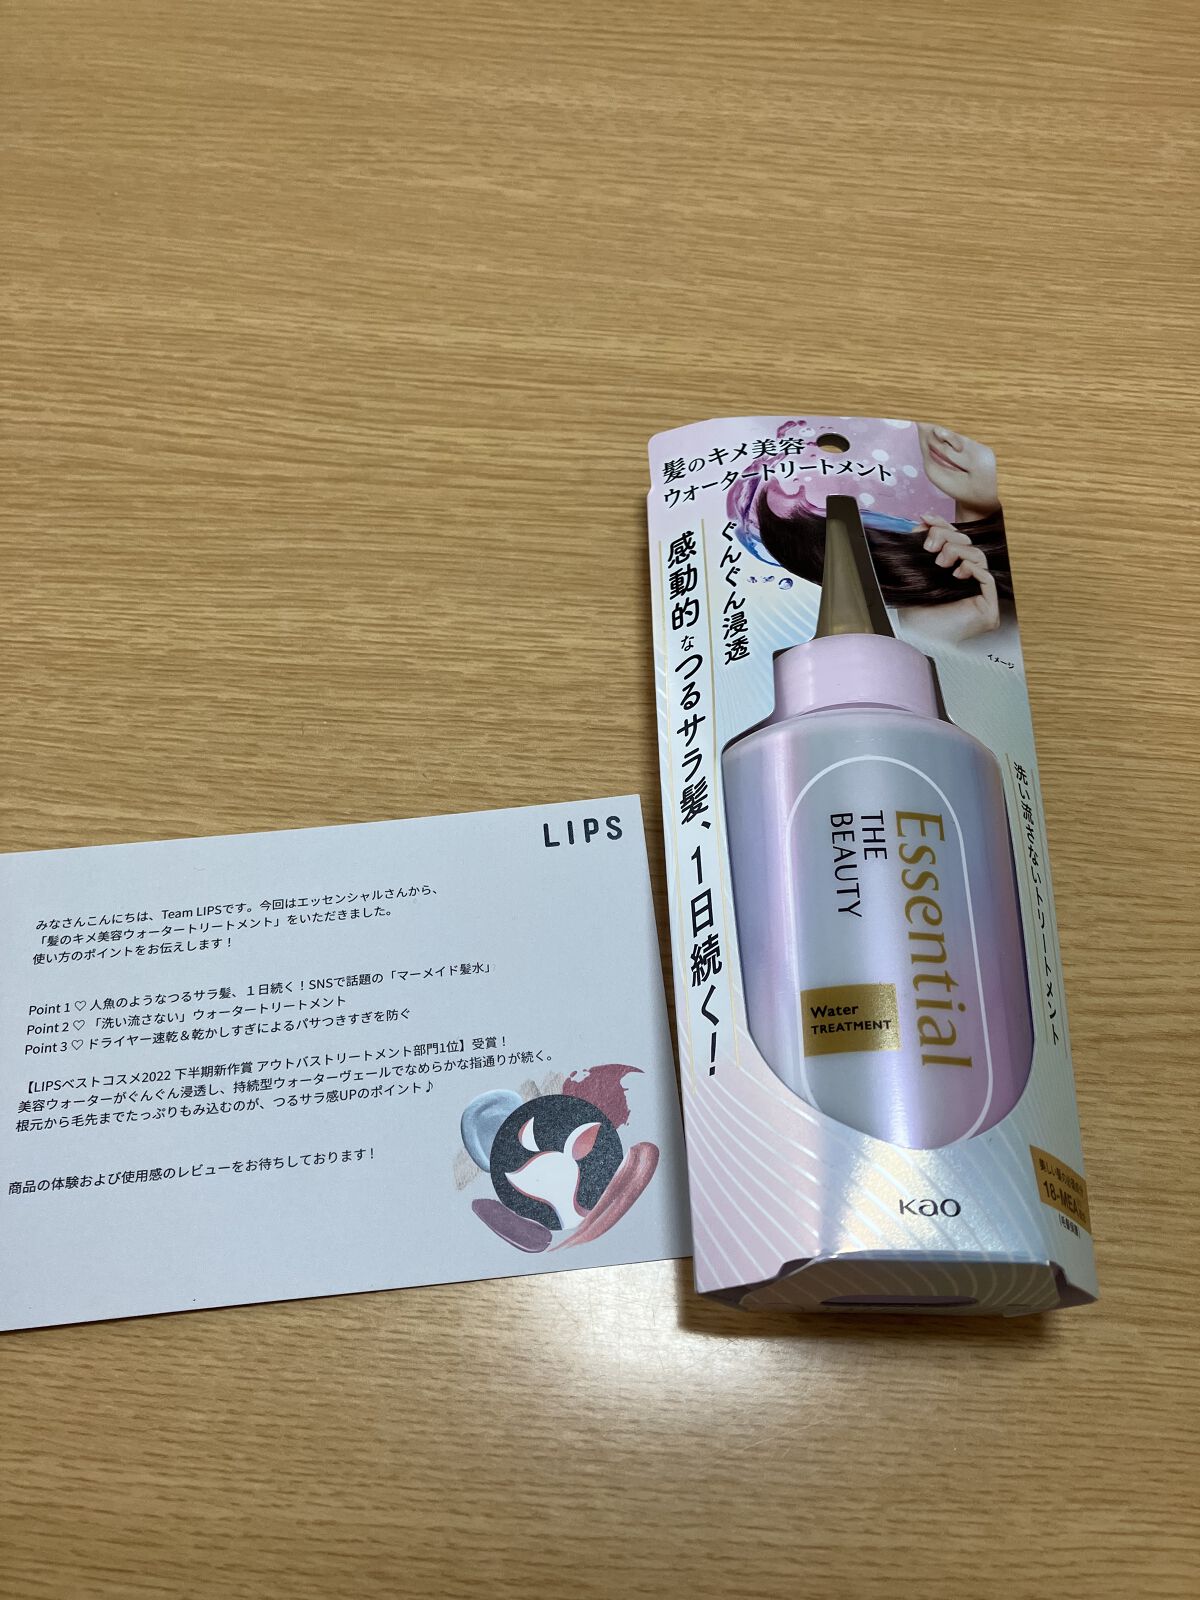 LIPS
みなさんこんにちは、Team LIPSです。今回はエッセンシャルさんから、
「髪のキメ美容ウォータートリートメント」をいただきました。
使い方のポイントをお伝えします！
Point 1 ♡ 人魚のようなつるサラ髪、１日続く！SNSで話題の「マーメイド髪水」
Point 2 ♡ 「洗い流さない」ウォータートリートメント
Point 3 ♡ ドライヤー速乾＆乾かしすぎによるパサつきすぎを防ぐ
【LIPSベストコスメ2022 下半期新作賞 アウトバストリートメント部門1位】受賞！
美容ウォーターがぐんぐん浸透し、持続型ウォーターヴェールでなめらかな指通りが続く。
根元から毛先までたっぷりもみ込むのが、つるサラ感UPのポイント♪
商品の体験および使用感のレビューをお待ちしております！
髪のキメ美容
ウォータートリートメント
ぐんぐん浸透
感動的なつるサラ髪、1日続く！
イメージ
洗い流さないトリートメント
Essential
THE
BEAUTY
Water
TREATMENT
Kao
美しい髪の必須成分
18-MEA